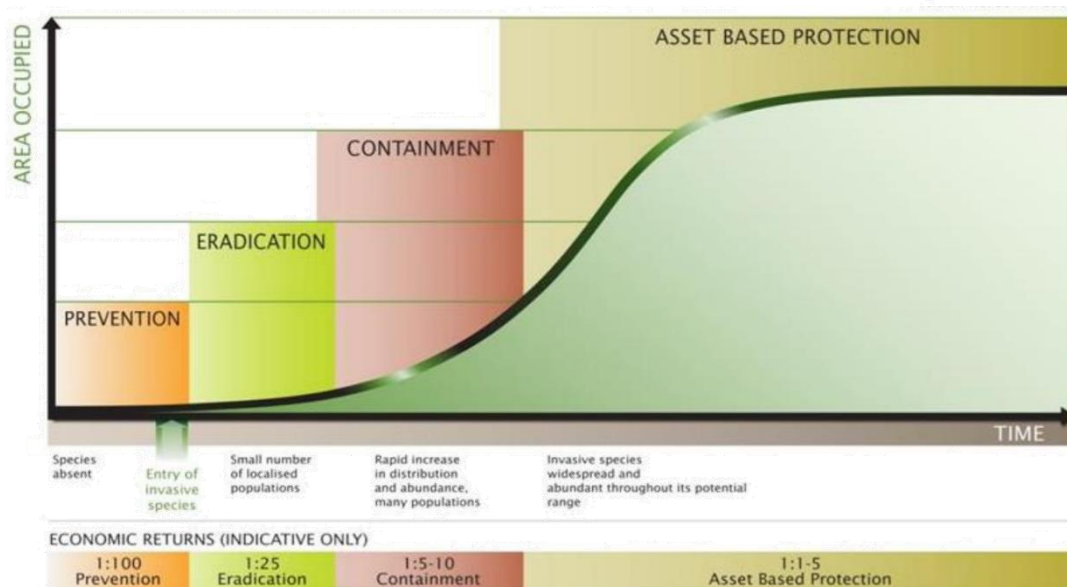 AREA OCCUPIED
ASSET BASED PROTECTION
CONTAINMENT
ERADICATION
PREVENTION
TIME
Species
absent
Entry of
invasive
species
Small number
of localised
populations
Rapid increase
in distribution
and abundance,
many populations
Invasive species
widespread and
abundant throughout its potential
range
ECONOMIC RETURNS (INDICATIVE ONLY)
1:100
Prevention
1:25
Eradication
1:5-10
Containment
1:1-5
Asset Based Protection